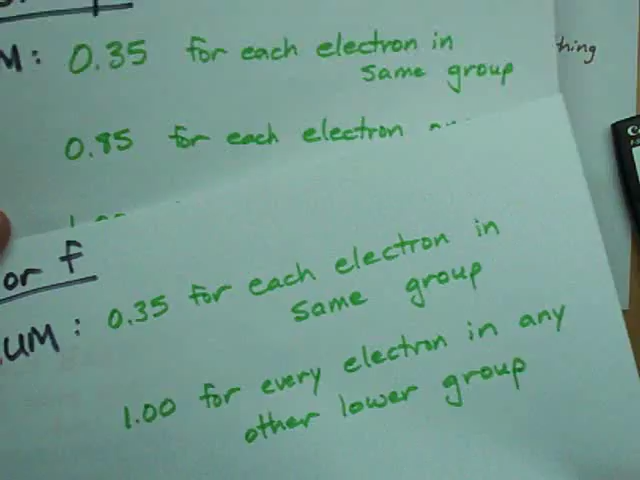 M: 0.35 for each electron in
same group
thing
0.85 for each electron
or f
UM: 0.35 for each electron in
same group
1.00 for every electron in any
other lower group